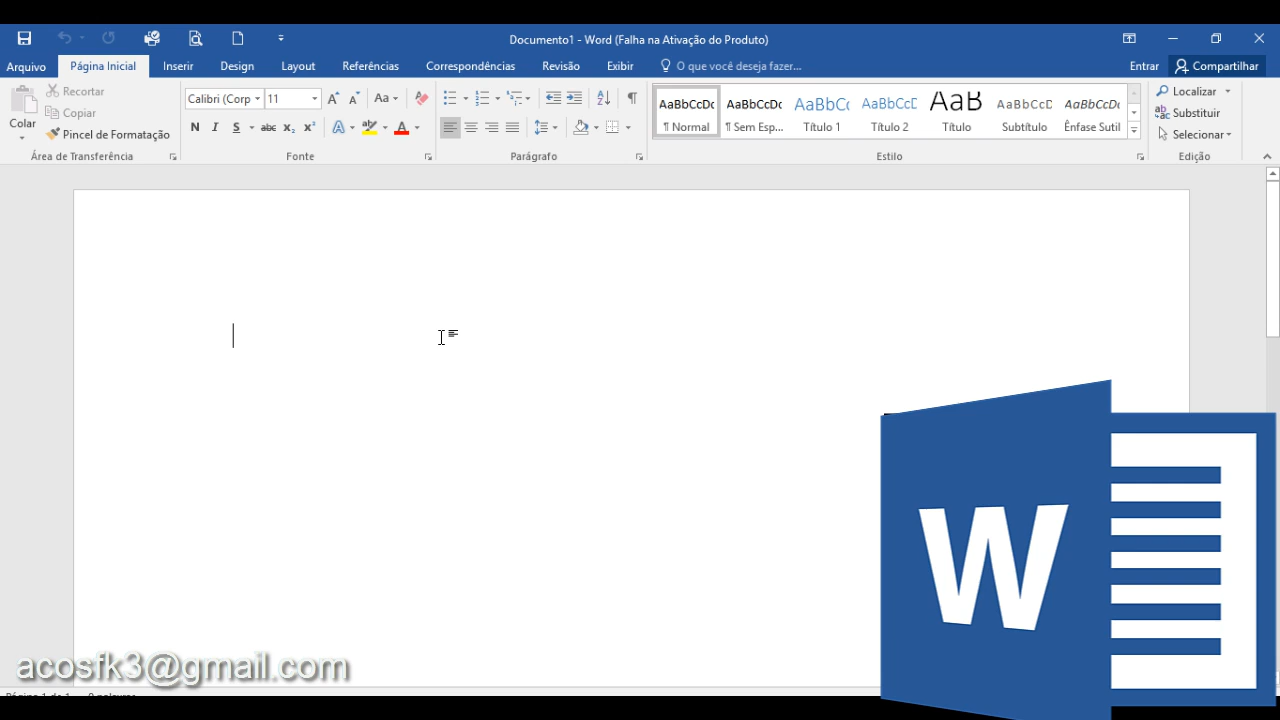 Documento1 - Word (Falha na Ativação do Produto)
Arquivo Página Inicial Inserir Design Layout Referências Correspondências Revisão Exibir O que você deseja fazer... Entrar Compartilhar
Colar
Recortar
Copiar
Pincel de Formatação
Área de Transferência
Calibri (Corp 11 Aa
N I S abc x₂ x² A A
Fonte
Parágrafo
AaBbCcDc AaBbCcDc AaBbCc AaBbCcD AaB AaBbCcD AaBbCcDc
¶ Normal ¶ Sem Esp... Título 1 Título 2 Título Subtítulo Ênfase Sutil
Estilo
Localizar
Substituir
Selecionar
Edição
W
acosfk3@gmail.com